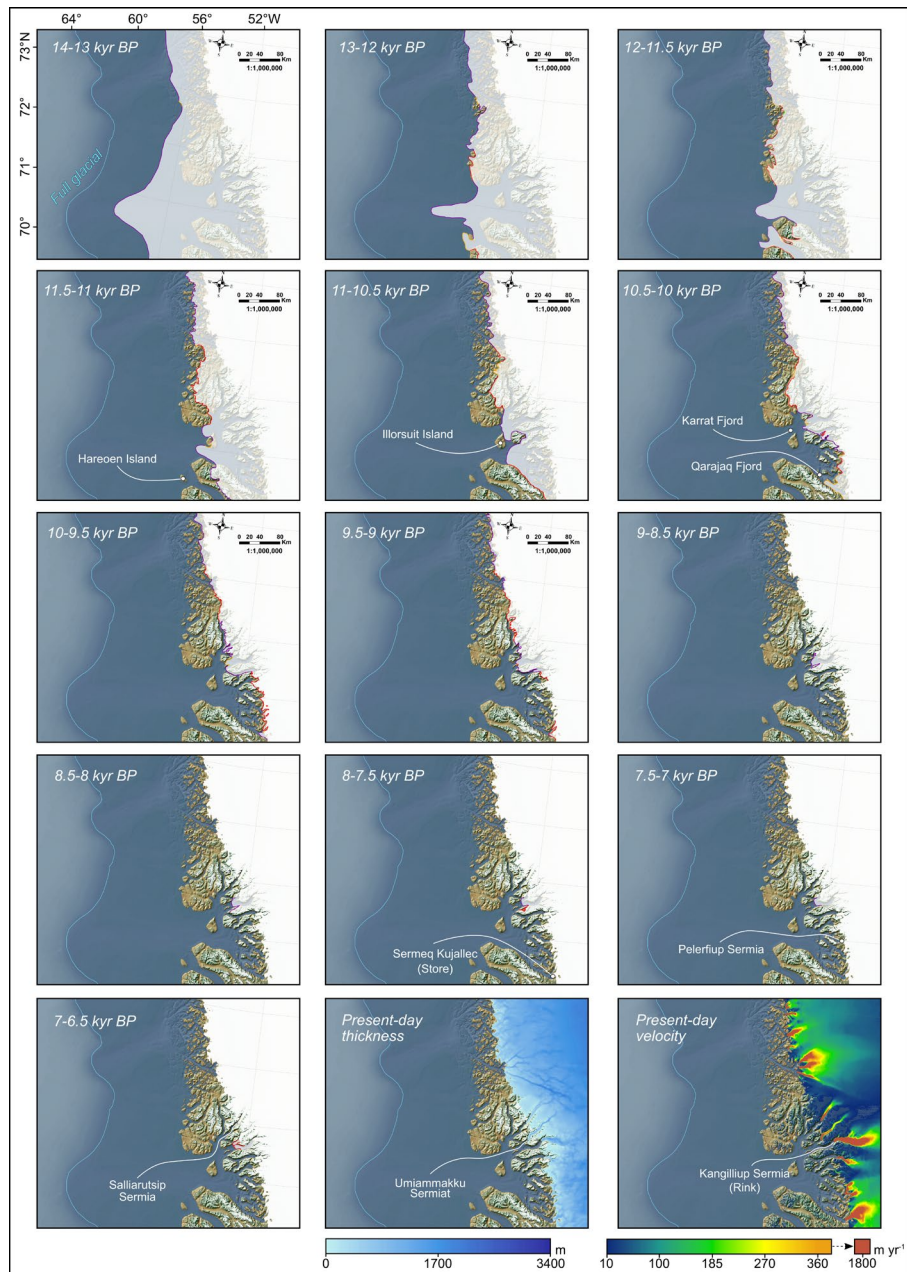 64° 60° 56° 52°W
73°N
72°
71°
70°
14-13 kyr BP
Full glacial
0 20 40 80
Km
1:1,000,000
13-12 kyr BP
0 20 40 80
Km
1:1,000,000
12-11.5 kyr BP
0 20 40 80
Km
1:1,000,000
11.5-11 kyr BP
0 20 40 80
Km
1:1,000,000
Hareoen Island
11-10.5 kyr BP
0 20 40 80
Km
1:1,000,000
Illorsuit Island
10.5-10 kyr BP
0 20 40 80
Km
1:1,000,000
Karrat Fjord
Qarajaq Fjord
10-9.5 kyr BP
0 20 40 80
Km
1:1,000,000
9.5-9 kyr BP
0 20 40 80
Km
1:1,000,000
9-8.5 kyr BP
8.5-8 kyr BP
8-7.5 kyr BP
Sermeq Kujallec
(Store)
7.5-7 kyr BP
Pelerfiup Sermia
7-6.5 kyr BP
Salliarutsip
Sermia
Present-day
thickness
Umiammakku
Sermiat
Present-day
velocity
Kangilliup Sermia
(Rink)
m
0 1700 3400
m yr⁻¹
10 100 185 270 360 1800